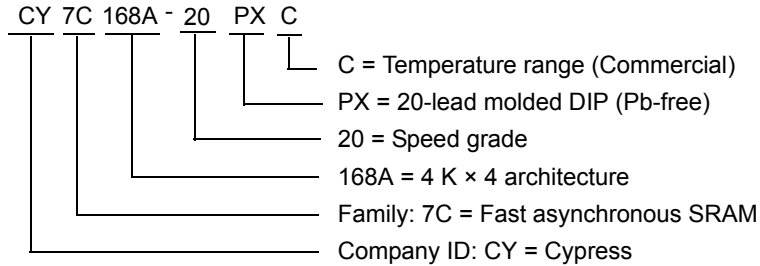 CY 7C 168A - 20 PX C
C = Temperature range (Commercial)
PX = 20-lead molded DIP (Pb-free)
20 = Speed grade
168A = 4 K × 4 architecture
Family: 7C = Fast asynchronous SRAM
Company ID: CY = Cypress